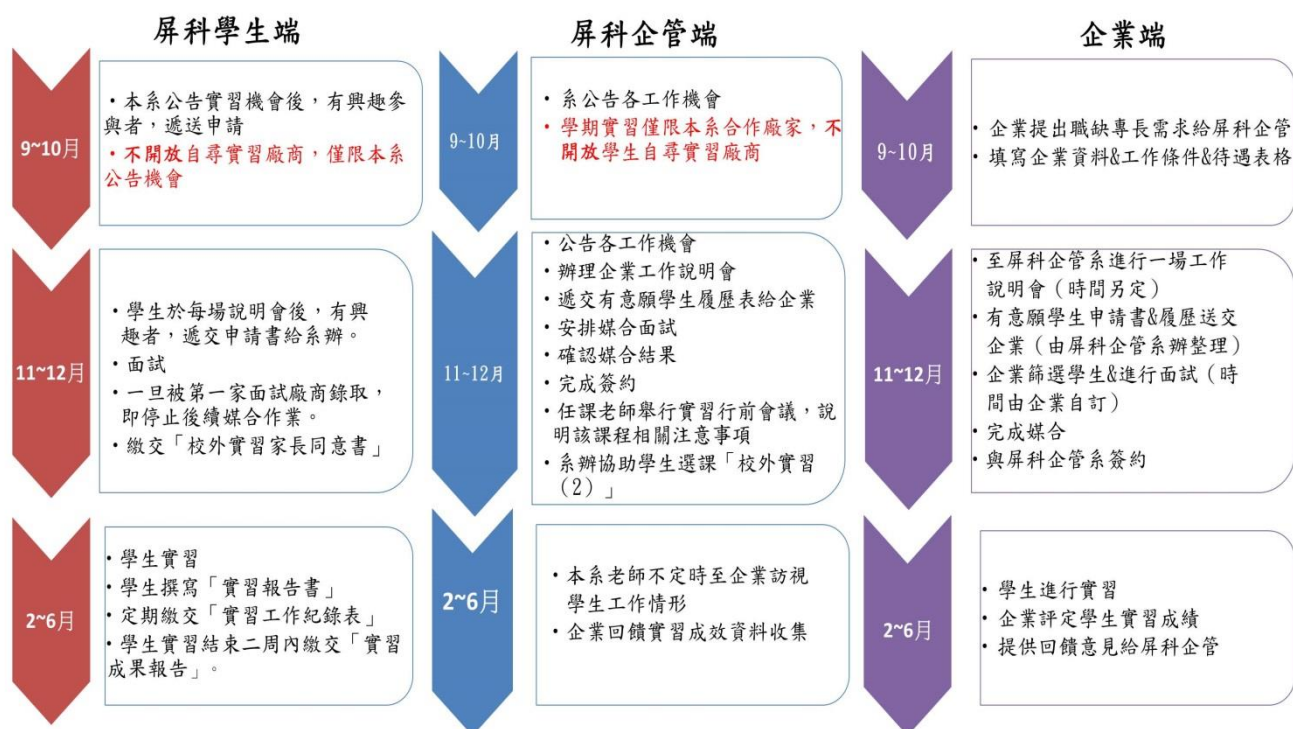 屏科學生端
9~10月
・本系公告實習機會後，有興趣參
與者，遞送申請
・不開放自尋實習廠商，僅限本系
公告機會
11~12月
・學生於每場說明會後，有興
趣者，遞交申請書給系辦。
・面試
・一旦被第一家面試廠商錄取，
即停止後續媒合作業。
・繳交「校外實習家長同意書」
2~6月
・學生實習
・學生撰寫「實習報告書」
・定期繳交「實習工作紀錄表」
・學生實習結束二周內繳交「實習
成果報告」。
屏科企管端
9~10月
・系公告各工作機會
・學期實習僅限本系合作廠家，不
開放學生自尋實習廠商
11~12月
・公告各工作機會
・辦理企業工作說明會
・遞交有意願學生履歷表給企業
・安排媒合面試
・確認媒合結果
・完成簽約
・任課老師舉行實習行前會議，說
明該課程相關注意事項
・系辦協助學生選課「校外實習
（2）」
2~6月
・本系老師不定時至企業訪視
學生工作情形
・企業回饋實習成效資料收集
企業端
9~10月
・企業提出職缺專長需求給屏科企管
・填寫企業資料&工作條件&待遇表格
11~12月
・至屏科企管系進行一場工作
說明會（時間另定）
・有意願學生申請書&履歷送交
企業（由屏科企管系辦整理）
・企業篩選學生&進行面試（時
間由企業自訂）
・完成媒合
・與屏科企管系簽約
2~6月
・學生進行實習
・企業評定學生實習成績
・提供回饋意見給屏科企管